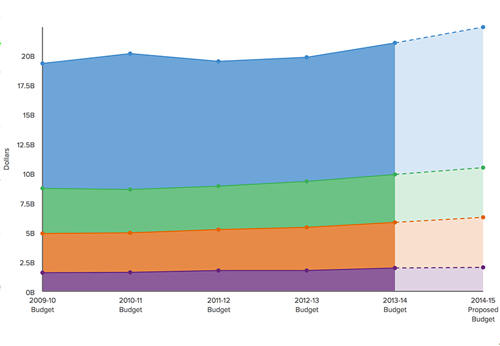 20B
17.5B
15B
12.5B
10B
7.5B
5B
2.5B
0B
Dollars
2009-10
Budget
2010-11
Budget
2011-12
Budget
2012-13
Budget
2013-14
Budget
2014-15
Proposed
Budget